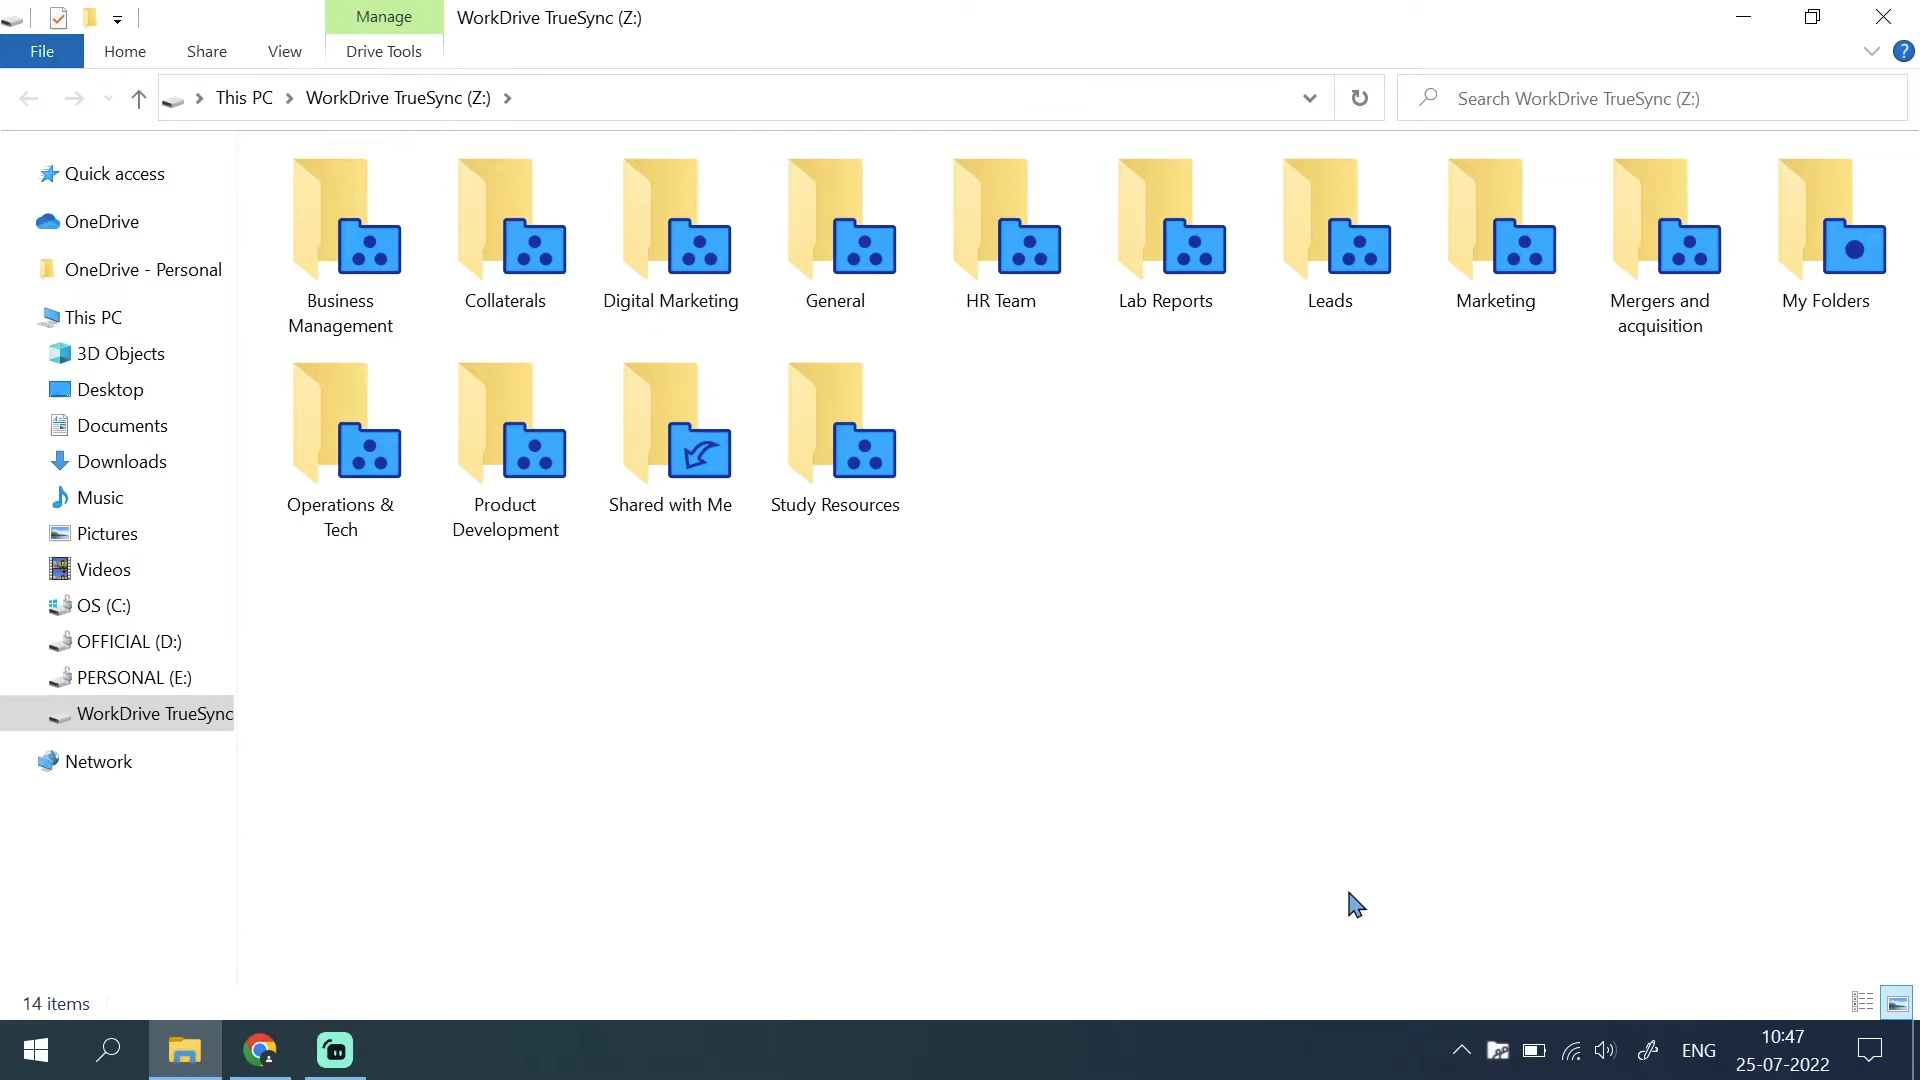 Manage
WorkDrive TrueSync (Z:)
File
Home
Share
View
Drive Tools
?
This PC
WorkDrive TrueSync (Z:)
Search WorkDrive TrueSync (Z:)
Quick access
OneDrive
OneDrive - Personal
This PC
3D Objects
Desktop
Documents
Downloads
Music
Pictures
Videos
OS (C:)
OFFICIAL (D:)
PERSONAL (E:)
WorkDrive TrueSync
Network
Business
Management
Collaterals
Digital Marketing
General
HR Team
Lab Reports
Leads
Marketing
Mergers and
acquisition
My Folders
Operations &
Tech
Product
Development
Shared with Me
Study Resources
14 items
ENG
10:47
25-07-2022